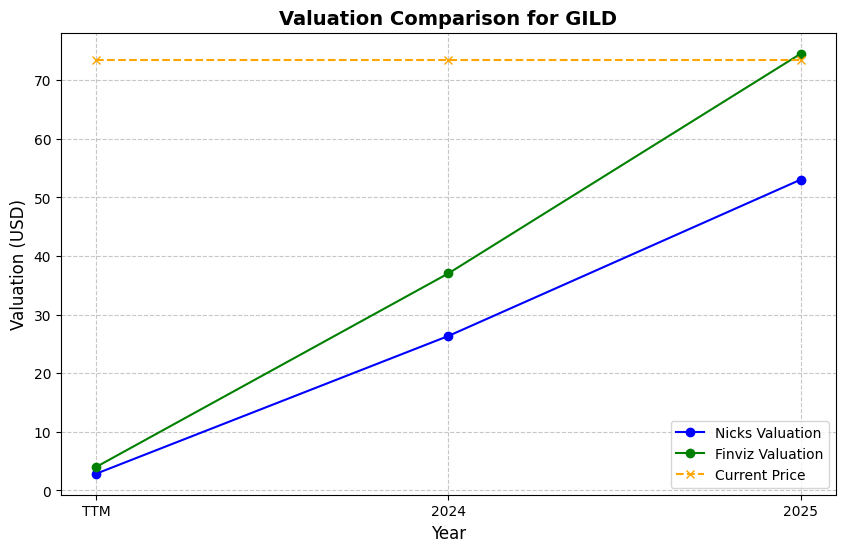 Valuation Comparison for GILD
Valuation (USD)
70
60
50
40
30
20
10
0
TTM
2024
2025
Year
Nicks Valuation
Finviz Valuation
Current Price